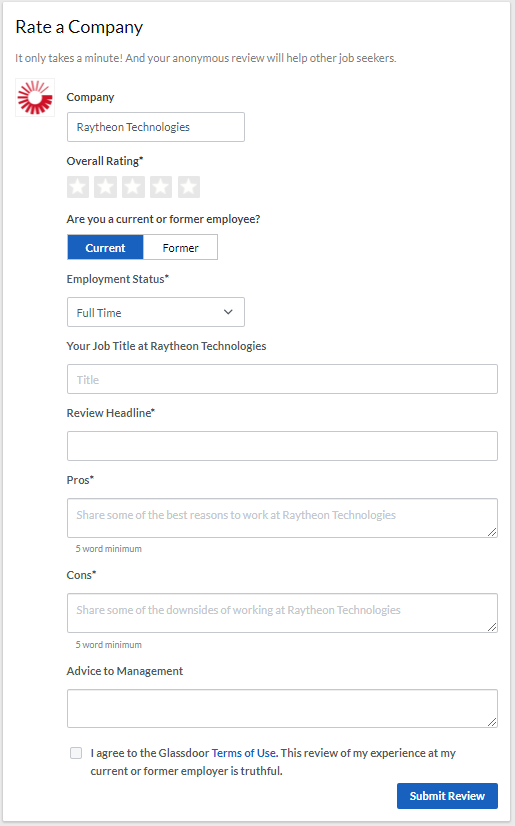 Rate a Company
It only takes a minute! And your anonymous review will help other job seekers.
Company
Raytheon Technologies
Overall Rating*
Are you a current or former employee?
Current Former
Employment Status*
Full Time
Your Job Title at Raytheon Technologies
Title
Review Headline*
Pros*
Share some of the best reasons to work at Raytheon Technologies
5 word minimum
Cons*
Share some of the downsides of working at Raytheon Technologies
5 word minimum
Advice to Management
I agree to the Glassdoor Terms of Use. This review of my experience at my
current or former employer is truthful.
Submit Review